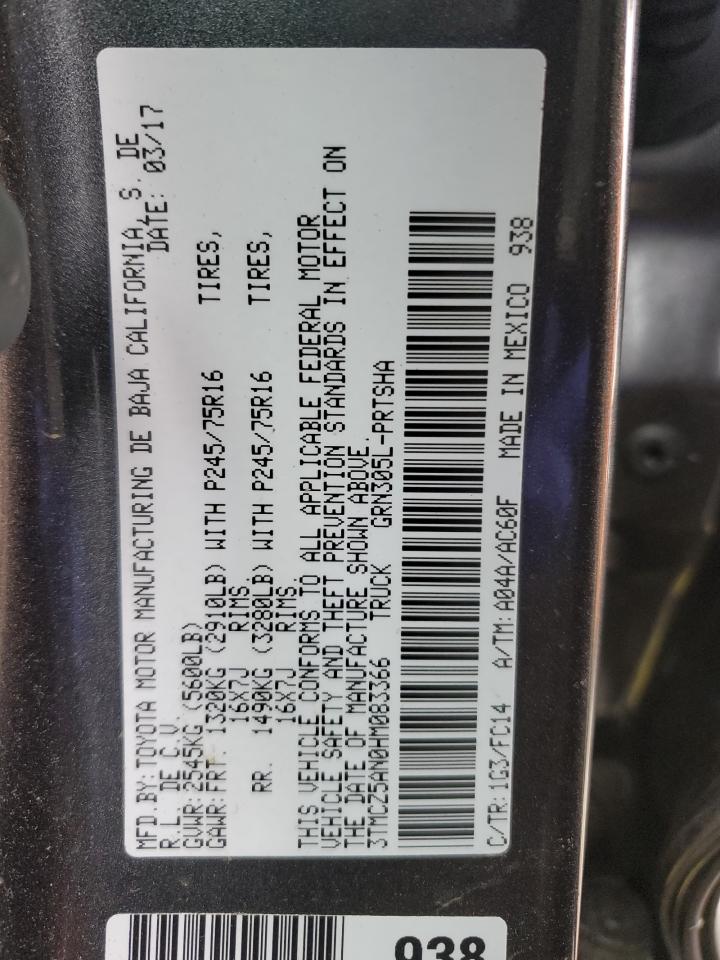 MFD.BY:TOYOTA MOTOR MANUFACTURING DE BAJA CALIFORNIA, S. DE
R.L. DE C.V. DATE: 03/17
GVWR:2545KG (5600LB)
GAWR:FRT. 1320KG (2910LB) WITH P245/75R16 TIRES,
16X7J RIMS.
RR. 1490KG (3280LB) WITH P245/75R16 TIRES,
16X7J RIMS.
THIS VEHICLE CONFORMS TO ALL APPLICABLE FEDERAL MOTOR
VEHICLE SAFETY AND THEFT PREVENTION STANDARDS IN EFFECT ON
THE DATE OF MANUFACTURE SHOWN ABOVE.
3TMCZ5AN0HM083366 TRUCK GRN305L-PRTSHA
C/TR:1G3/FC14 A/TM:A04A/AC60F MADE IN MEXICO 938
938